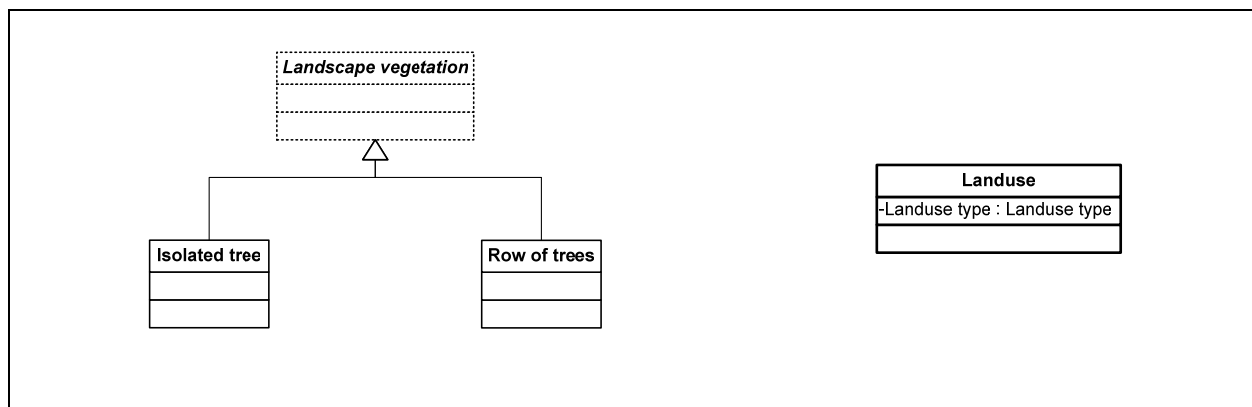 Landscape vegetation
Landuse
-Landuse type : Landuse type
Isolated tree
Row of trees